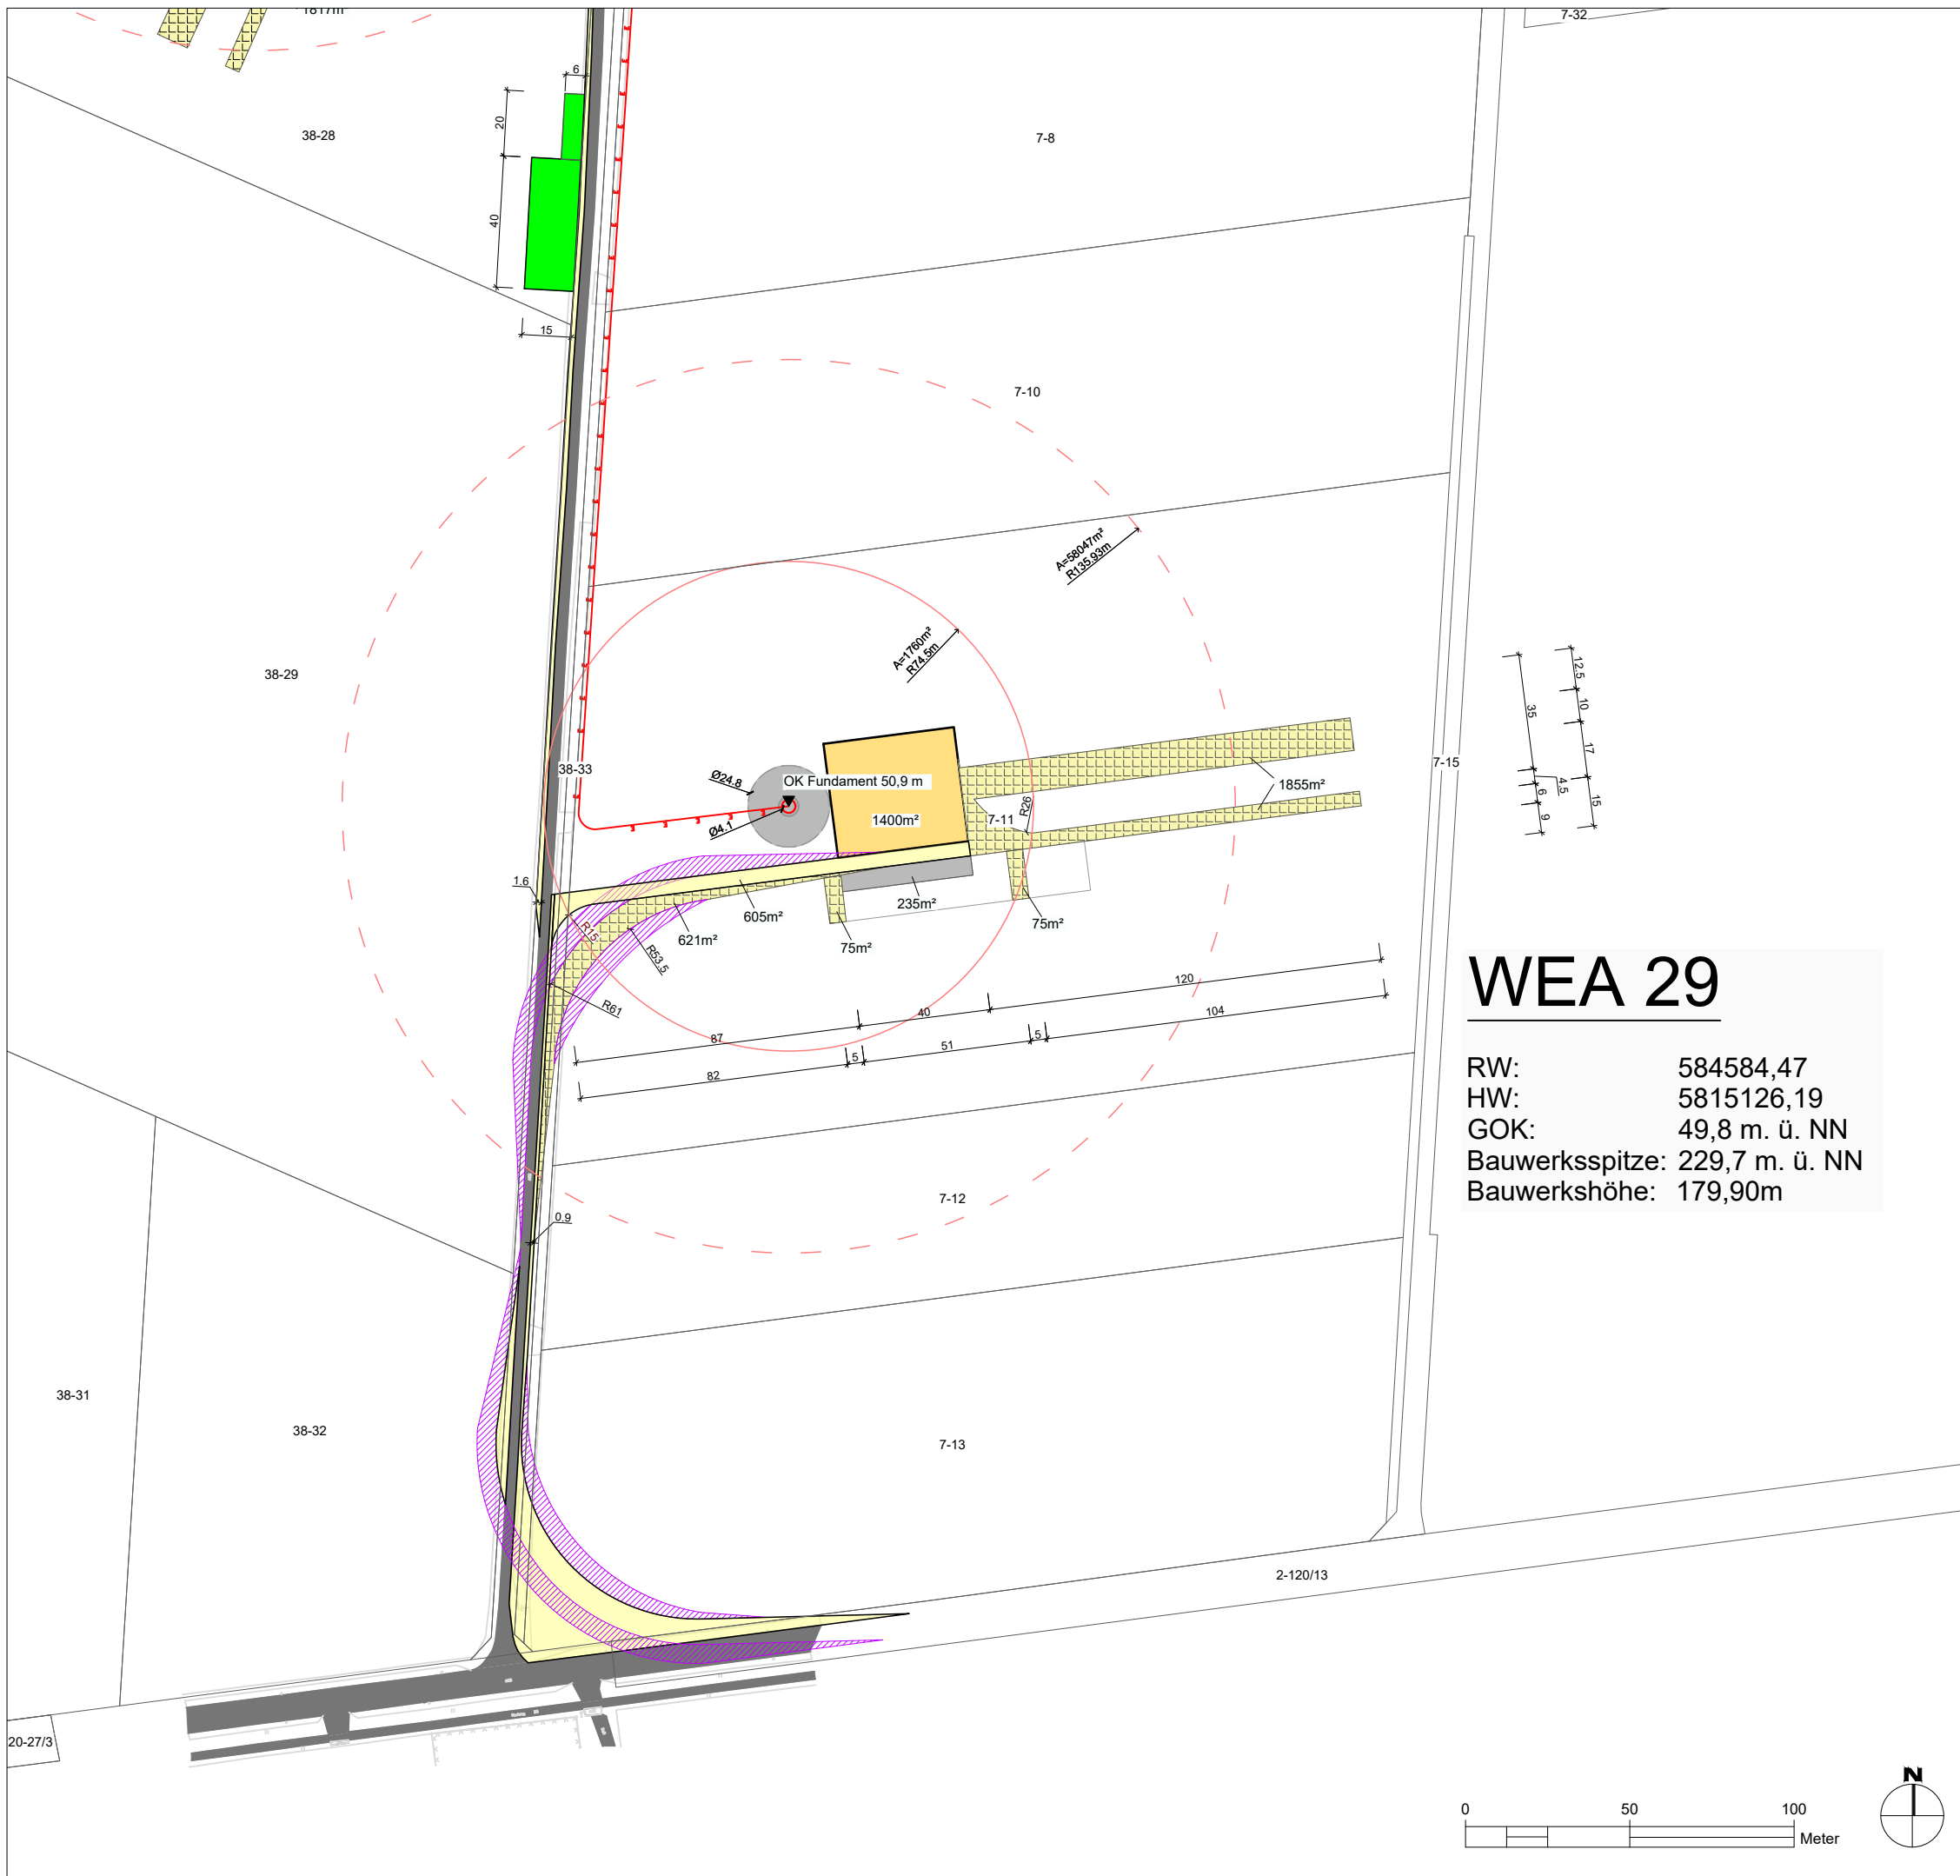 1817m²
7-32
6
20
38-28
7-8
40
15
7-10
A=58047m²
R135.93m
A=1760m²
R74.5m
38-29
12.5
35
10
17
4.5
6
15
9
38-33
7-15
Ø24.8
OK Fundament 50,9 m
Ø4.1
1400m²
7-11
R26
1855m²
1.6
R15
R53.5
R61
605m²
621m²
235m²
75m²
75m²
120
40
104
87
5
51
5
82
WEA 29
RW: 584584,47
HW: 5815126,19
GOK: 49,8 m. ü. NN
Bauwerksspitze: 229,7 m. ü. NN
Bauwerkshöhe: 179,90m
7-12
0.9
38-31
38-32
7-13
2-120/13
20-27/3
N
0 50 100
Meter